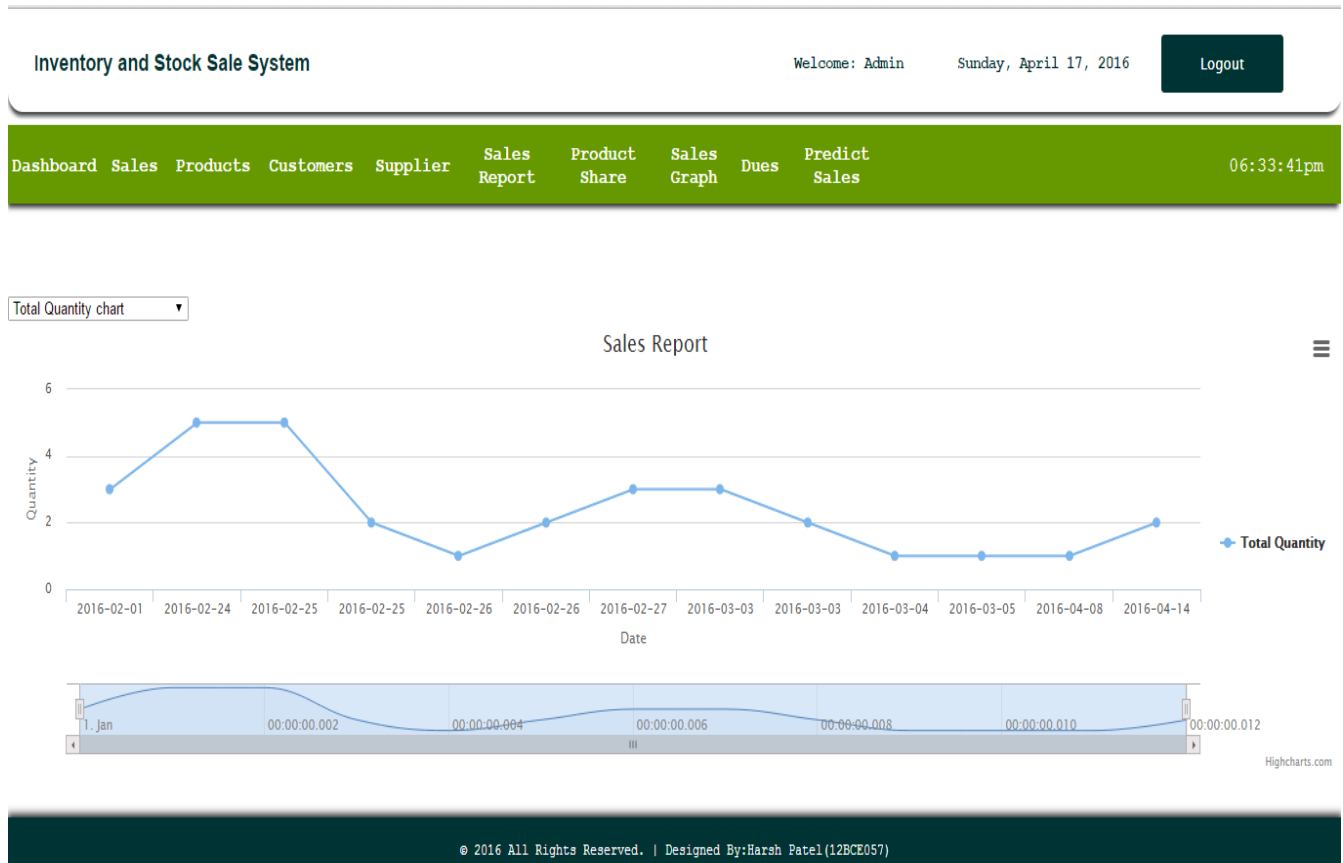 Inventory and Stock Sale System
Welcome: Admin
Sunday, April 17, 2016
Logout
Dashboard Sales Products Customers Supplier Sales Report Product Share Sales Graph Dues Predict Sales
06:33:41pm
Total Quantity chart
Sales Report
6
4
2
0
Quantity
2016-02-01 2016-02-24 2016-02-25 2016-02-25 2016-02-26 2016-02-26 2016-02-27 2016-03-03 2016-03-03 2016-03-04 2016-03-05 2016-04-08 2016-04-14
Date
Total Quantity
1. Jan 00:00:00.002 00:00:00.004 00:00:00.006 00:00:00.008 00:00:00.010 00:00:00.012
Highcharts.com
© 2016 All Rights Reserved. | Designed By:Harsh Patel(12BCE057)